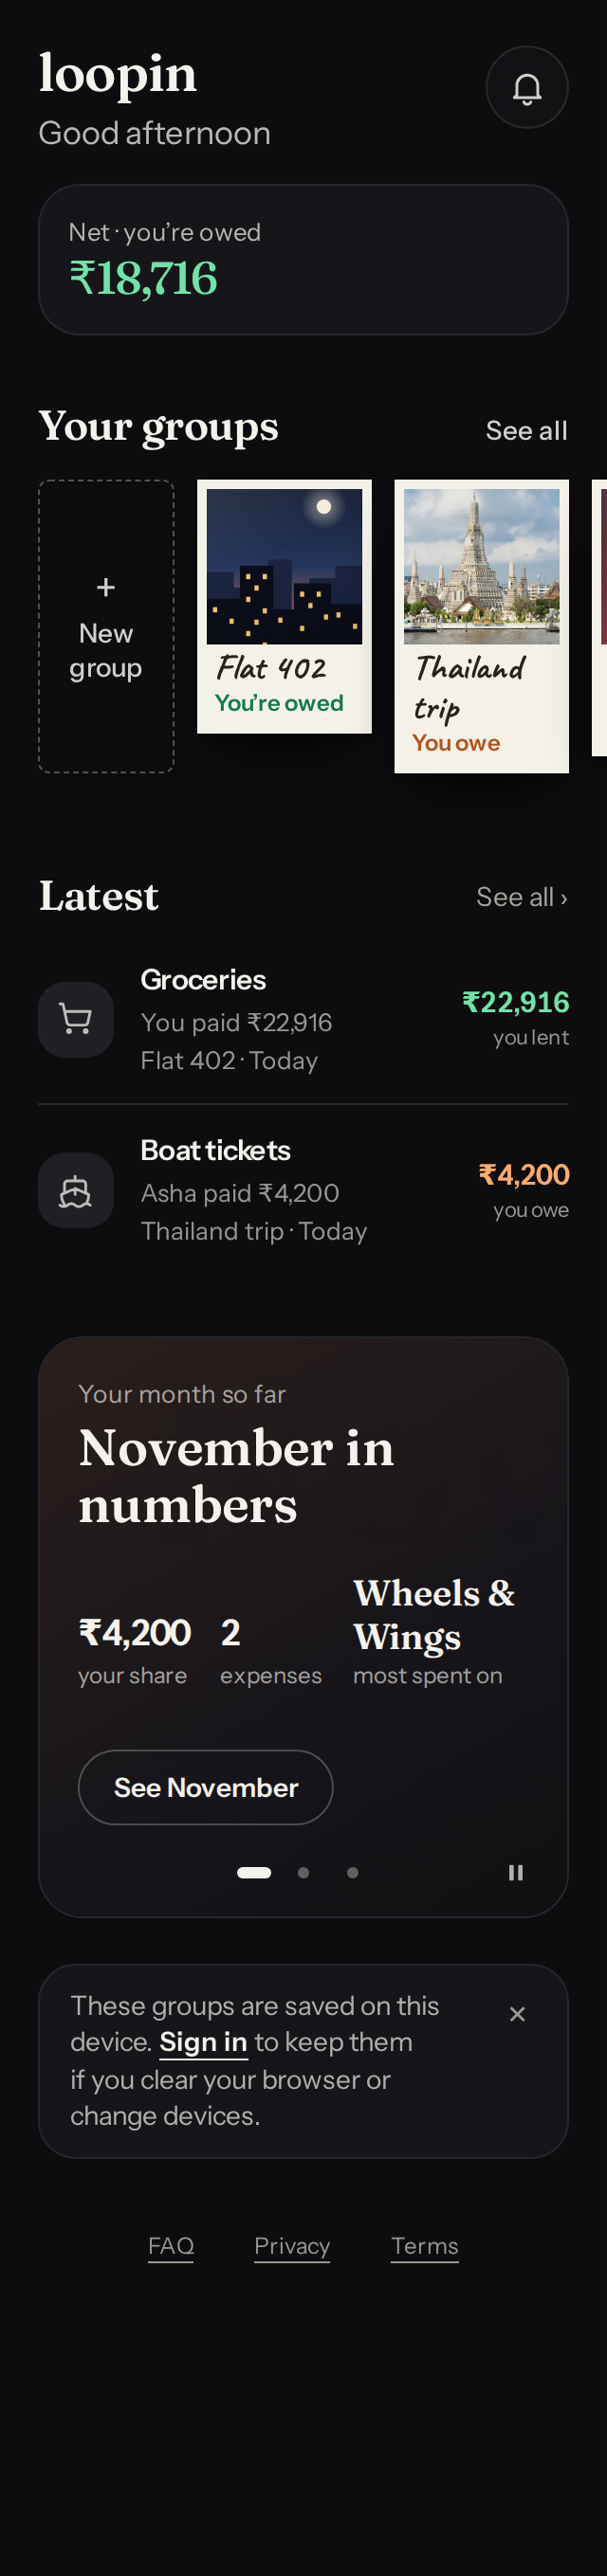 loopin
Good afternoon
Net · you’re owed
₹18,716
Your groups
See all
+
New
group
Flat 402
You’re owed
Thailand
trip
You owe
Latest
See all ›
Groceries
You paid ₹22,916
Flat 402 · Today
₹22,916
you lent
Boat tickets
Asha paid ₹4,200
Thailand trip · Today
₹4,200
you owe
Your month so far
November in
numbers
₹4,200
your share
2
expenses
Wheels &
Wings
most spent on
See November
These groups are saved on this
device. Sign in to keep them
if you clear your browser or
change devices.
FAQ
Privacy
Terms